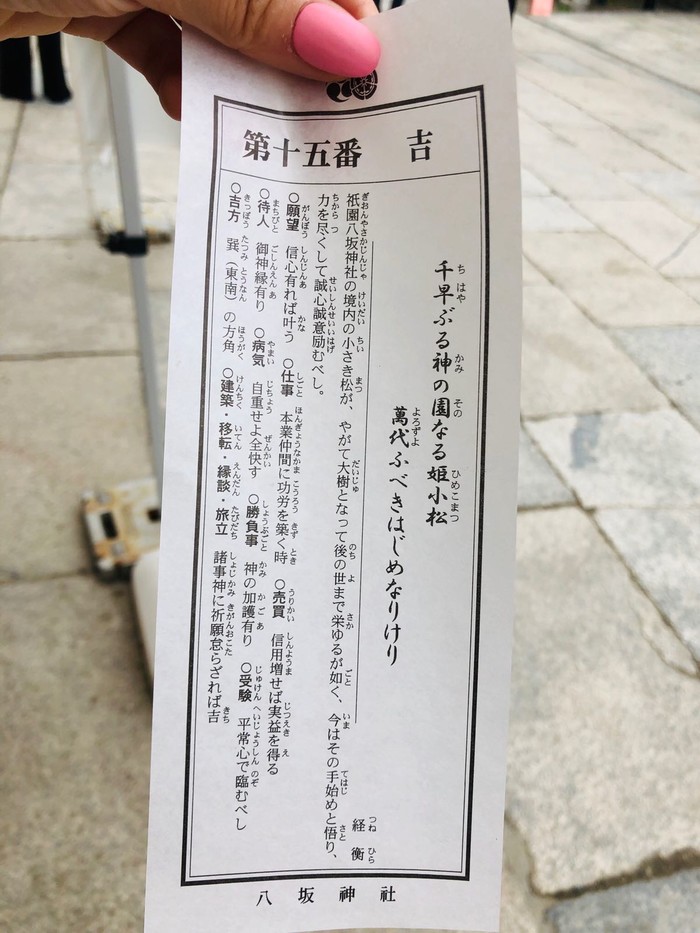 第十五番 吉
千早ぶる神の園なる姫小松
萬代ふべきはじめなりけり
経衡
祇園八坂神社の境内の小さき松が、やがて大樹となって後の世まで栄ゆるが如く、今はその手始めと悟り、
力を尽くして誠心誠意励むべし。
○願望 信心有れば叶う ○仕事 本業仲間に功労を築く時 ○売買 信用増せば実益を得る
○待人 御神縁有り ○病気 自重せよ全快す ○勝負事 神の加護有り ○受験 平常心で臨むべし
○吉方 巽（東南）の方角 ○建築・移転・縁談・旅立 諸事神に祈願怠らざれば吉
八坂神社